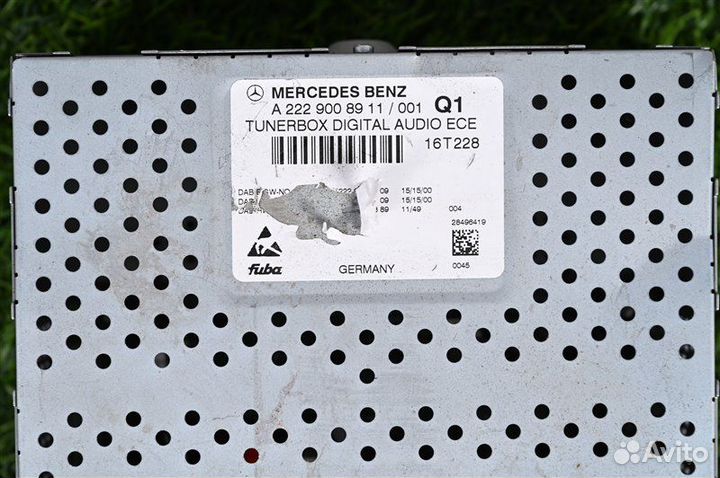 MERCEDES BENZ
A 222 900 89 11 / 001 Q1
TUNERBOX DIGITAL AUDIO ECE
16T228
09 15/15/00
09 15/15/00
89 11/49 004
28496419
0045
fuba
GERMANY
Avito